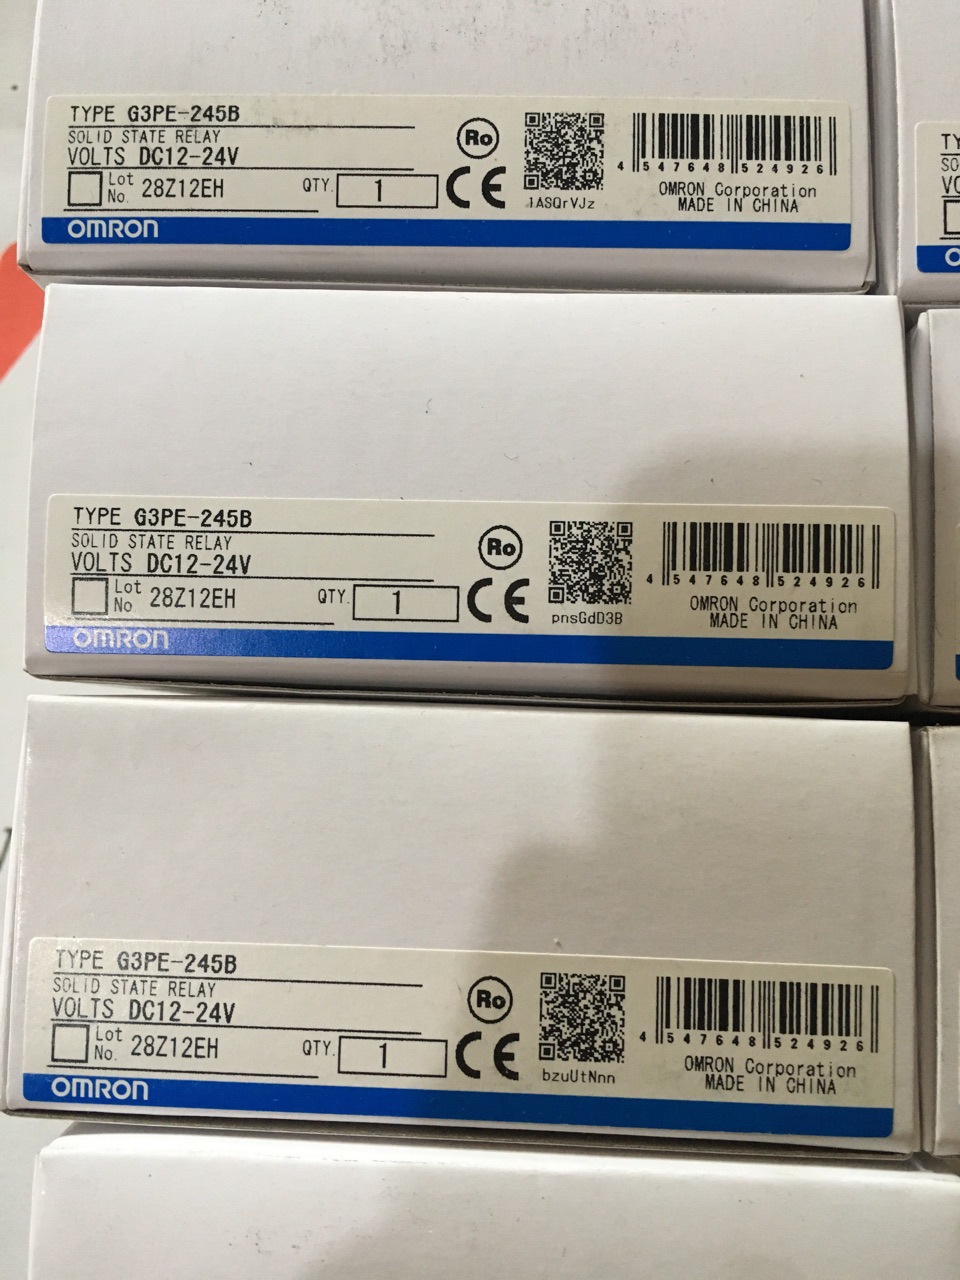 TYPE G3PE-245B
SOLID STATE RELAY
VOLTS DC12-24V
Lot No. 28Z12EH
QTY. 1
Ro
CE
1ASQrVJz
4 547648 524926
OMRON Corporation
MADE IN CHINA
OMRON
TYPE G3PE-245B
SOLID STATE RELAY
VOLTS DC12-24V
Lot No 28Z12EH
QTY. 1
Ro
CE
pnsGdD3B
4 547648 524926
OMRON Corporation
MADE IN CHINA
OMRON
TYPE G3PE-245B
SOLID STATE RELAY
VOLTS DC12-24V
Lot No. 28Z12EH
QTY. 1
Ro
CE
bzuUtNnn
4 547648 524926
OMRON Corporation
MADE IN CHINA
OMRON